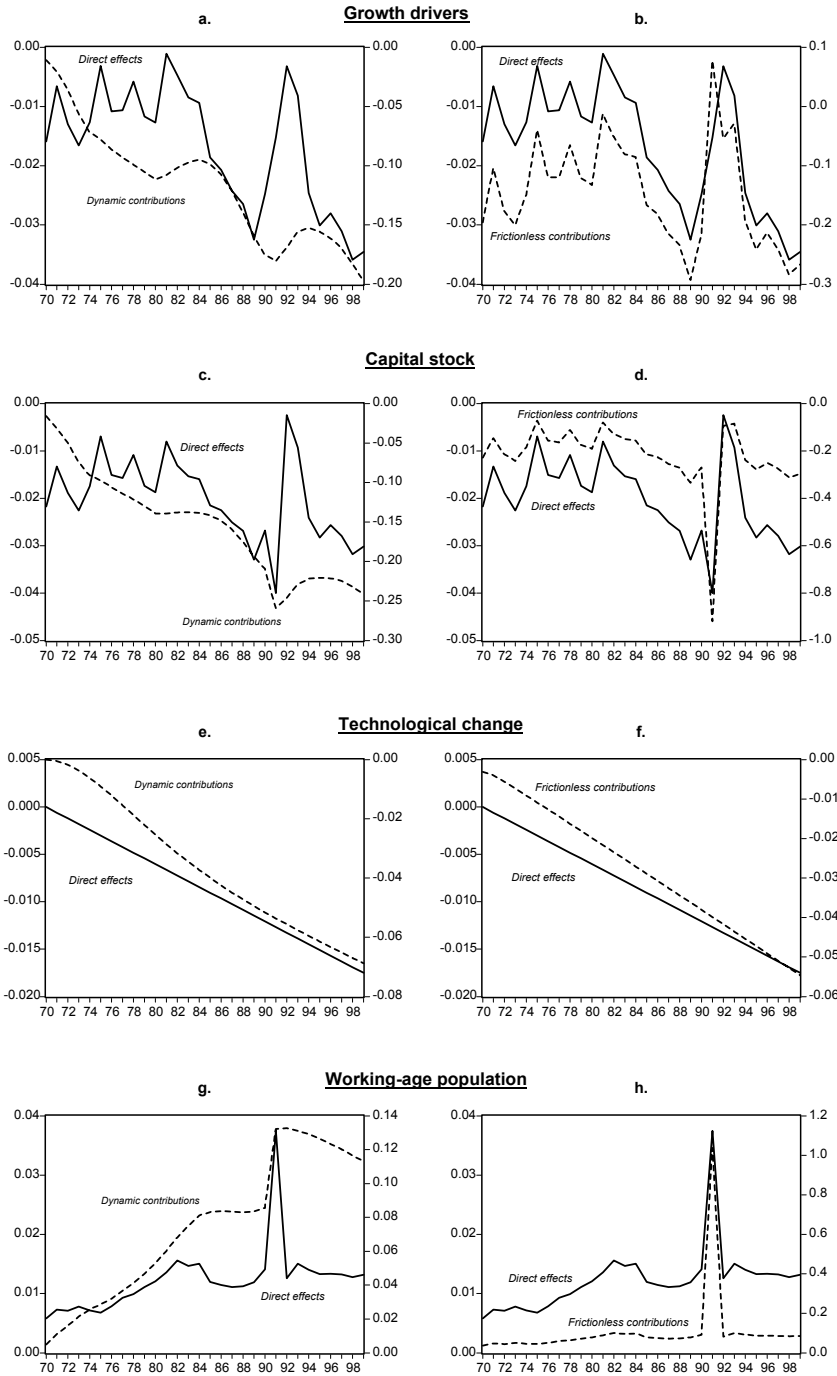 Growth drivers
a.
b.
0.00
-0.01
-0.02
-0.03
-0.04
0.00
-0.05
-0.10
-0.15
-0.20
Direct effects
Dynamic contributions
70 72 74 76 78 80 82 84 86 88 90 92 94 96 98
0.00
-0.01
-0.02
-0.03
-0.04
0.1
0.0
-0.1
-0.2
-0.3
Direct effects
Frictionless contributions
70 72 74 76 78 80 82 84 86 88 90 92 94 96 98
Capital stock
c.
d.
0.00
-0.01
-0.02
-0.03
-0.04
-0.05
0.00
-0.05
-0.10
-0.15
-0.20
-0.25
-0.30
Direct effects
Dynamic contributions
70 72 74 76 78 80 82 84 86 88 90 92 94 96 98
0.00
-0.01
-0.02
-0.03
-0.04
-0.05
0.0
-0.2
-0.4
-0.6
-0.8
-1.0
Frictionless contributions
Direct effects
70 72 74 76 78 80 82 84 86 88 90 92 94 96 98
Technological change
e.
f.
0.005
0.000
-0.005
-0.010
-0.015
-0.020
0.00
-0.02
-0.04
-0.06
-0.08
Dynamic contributions
Direct effects
70 72 74 76 78 80 82 84 86 88 90 92 94 96 98
0.005
0.000
-0.005
-0.010
-0.015
-0.020
0.00
-0.01
-0.02
-0.03
-0.04
-0.05
-0.06
Frictionless contributions
Direct effects
70 72 74 76 78 80 82 84 86 88 90 92 94 96 98
Working-age population
g.
h.
0.04
0.03
0.02
0.01
0.00
0.14
0.12
0.10
0.08
0.06
0.04
0.02
0.00
Dynamic contributions
Direct effects
70 72 74 76 78 80 82 84 86 88 90 92 94 96 98
0.04
0.03
0.02
0.01
0.00
1.2
1.0
0.8
0.6
0.4
0.2
0.0
Direct effects
Frictionless contributions
70 72 74 76 78 80 82 84 86 88 90 92 94 96 98